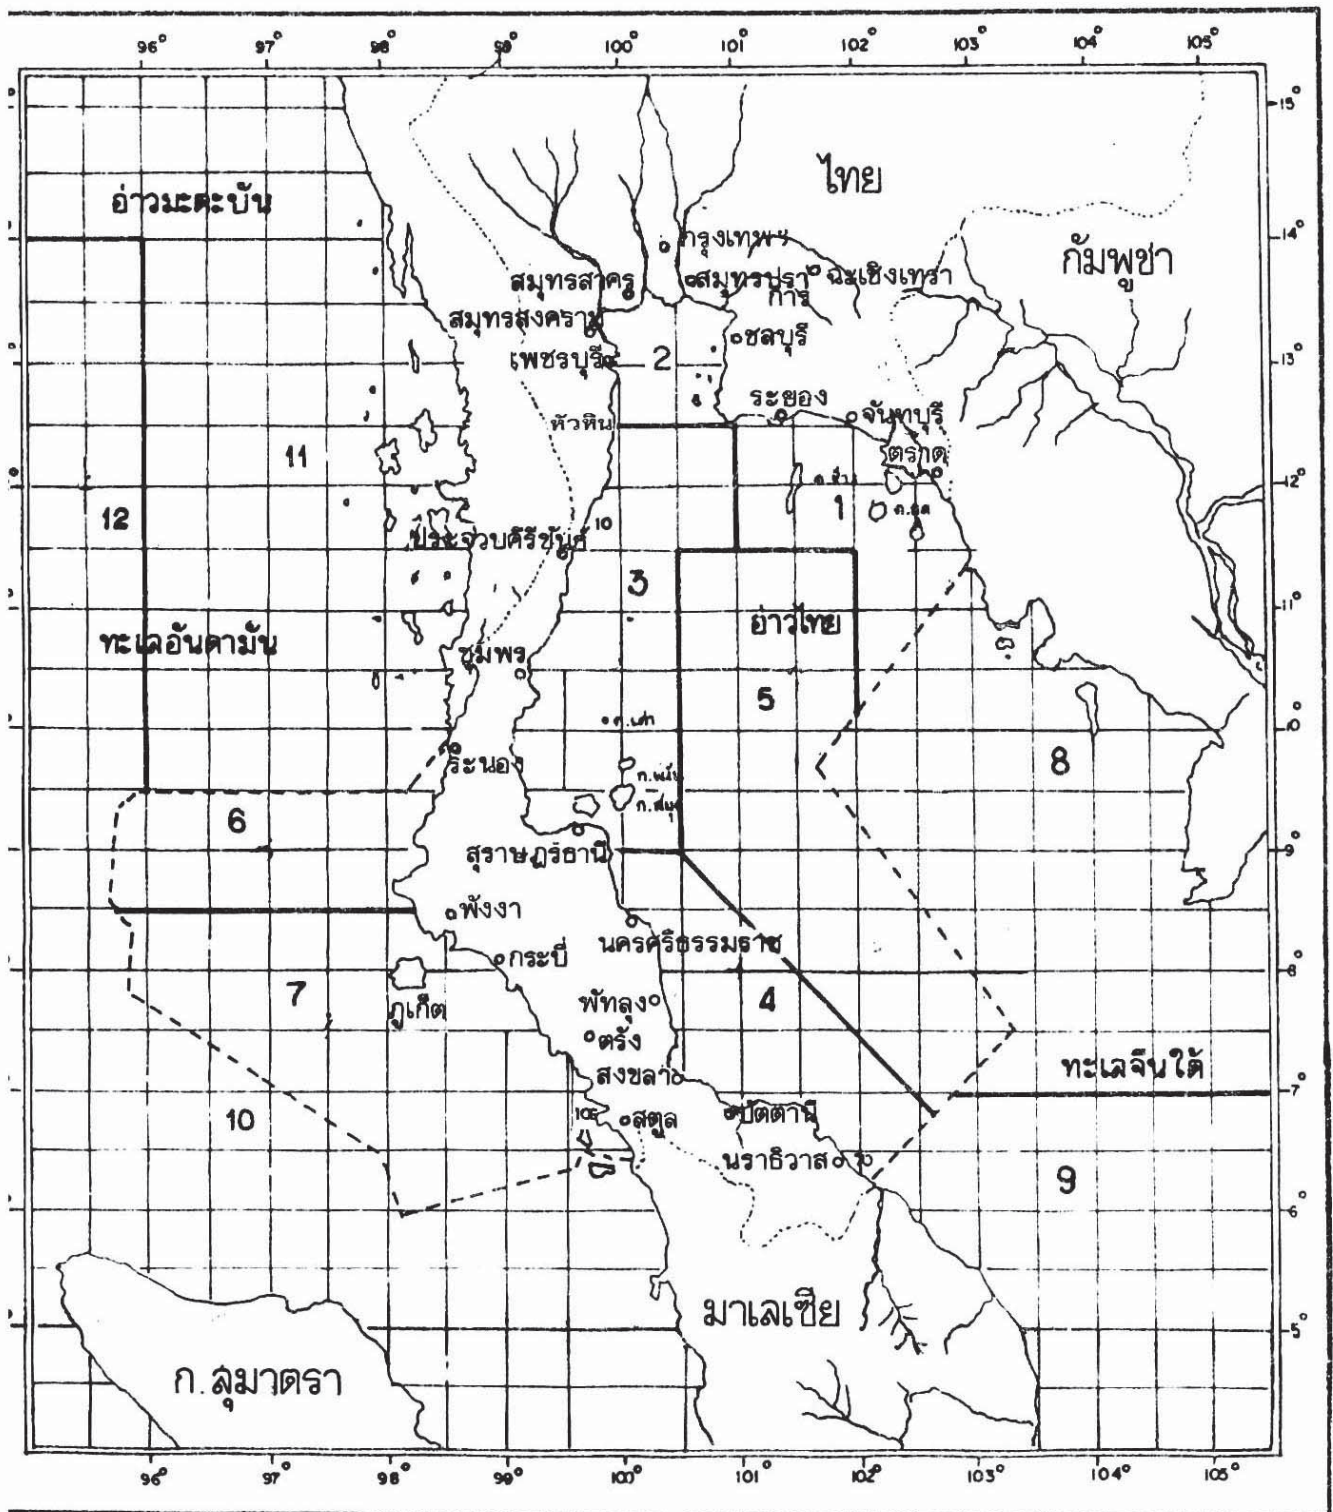 96° 97° 98° 99° 100° 101° 102° 103° 104° 105°
15°
ไทย
อ่าวมะตะบัน
14°
กรุงเทพฯ
กัมพูชา
สมุทรสาคร
สมุทรปรา
การ
ฉะเชิงเทรา
สมุทรสงคราม
ชลบุรี
เพชรบุรี
2
13°
ระยอง
จันทบุรี
หัวหิน
ตราด
11
12°
12
1
10
ประจวบคีรีขันธ์
3
11°
อ่าวไทย
ทะเลอันดามัน
ชุมพร
5
10°
ระนอง
8
6
สุราษฎร์ธานี
9°
พังงา
นครศรีธรรมราช
กระบี่
8°
7
4
ภูเก็ต
พัทลุง
ตรัง
สงขลา
ทะเลจีนใต้
7°
10
สตูล
ปัตตานี
นราธิวาส
9
6°
มาเลเซีย
5°
ก.สุมาตรา
96° 97° 98° 99° 100° 101° 102° 103° 104° 105°